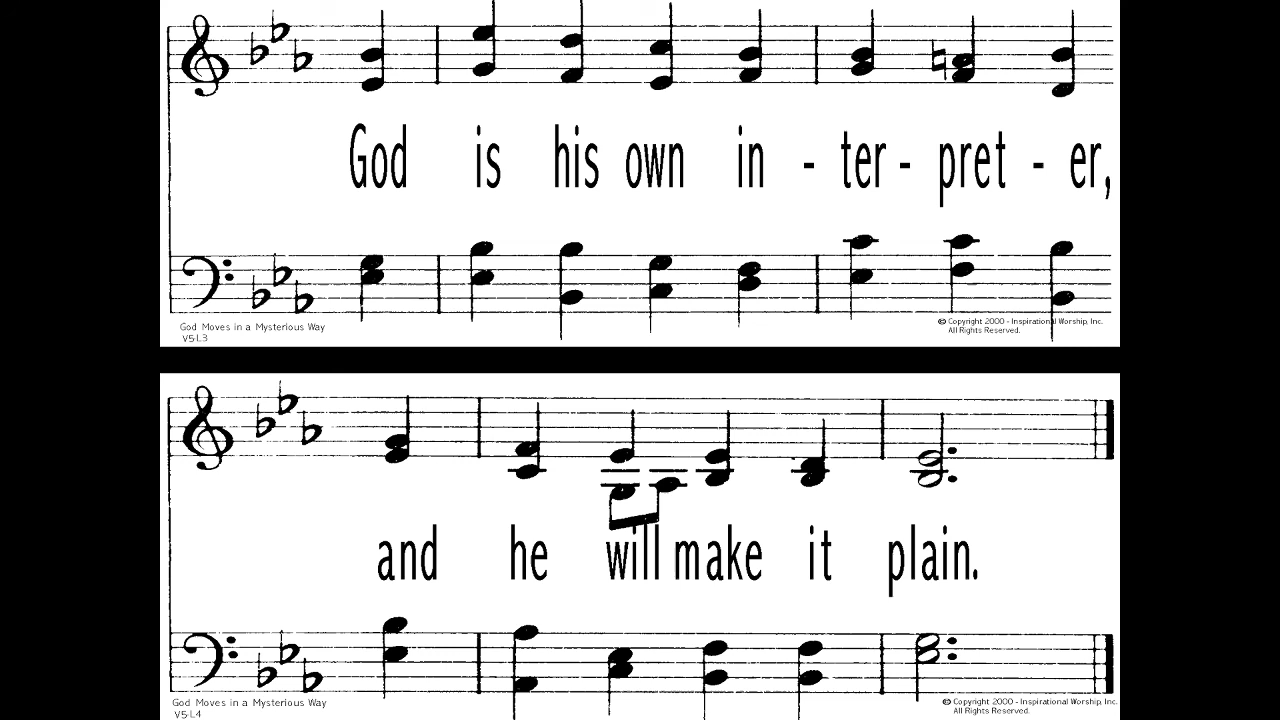 God is his own in - ter - pret - er,
God Moves in a Mysterious Way
V5-L3
© Copyright 2000 - Inspirational Worship, Inc.
All Rights Reserved.
and he will make it plain.
God Moves in a Mysterious Way
V5-L4
© Copyright 2000 - Inspirational Worship, Inc.
All Rights Reserved.